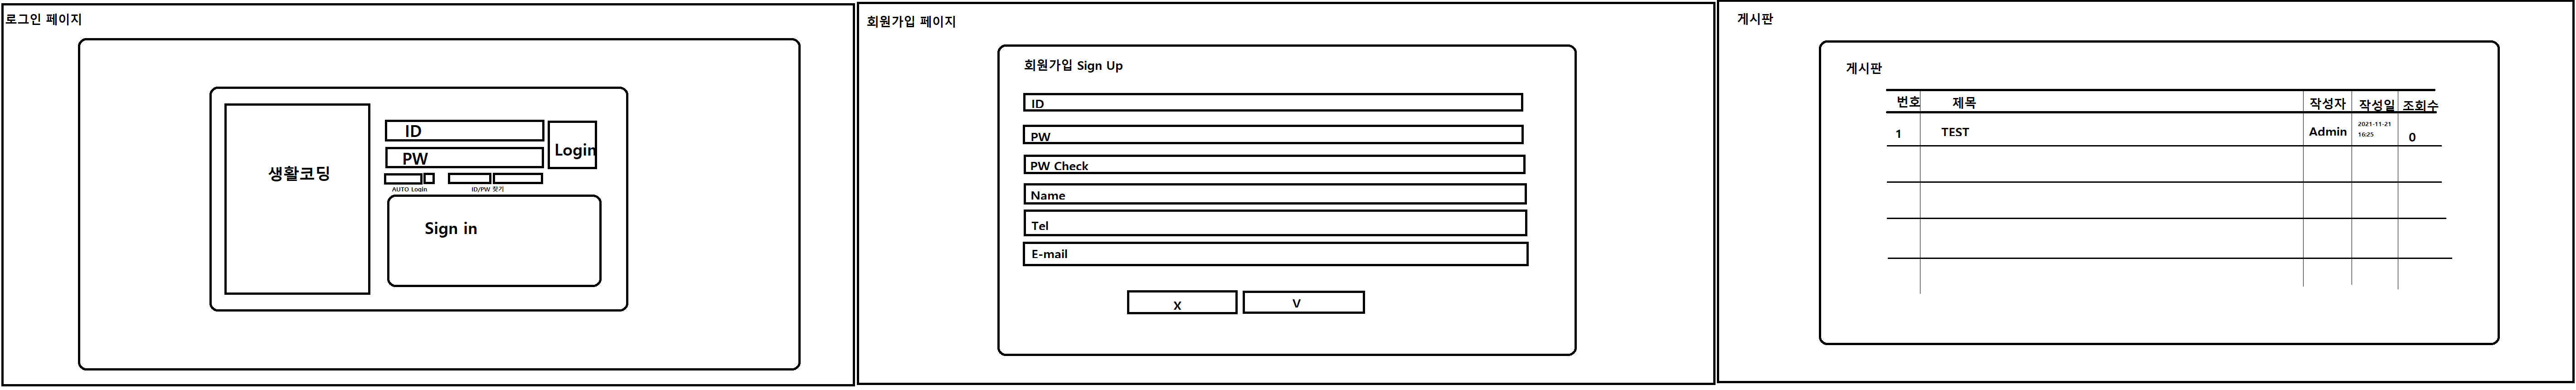 로그인 페이지
생활코딩
ID
PW
Login
AUTO Login
ID/PW 찾기
Sign in
회원가입 페이지
회원가입 Sign Up
ID
PW
PW Check
Name
Tel
E-mail
X
V
게시판
게시판
번호 제목 작성자 작성일 조회수
1 TEST Admin 2021-11-21 16:25 0